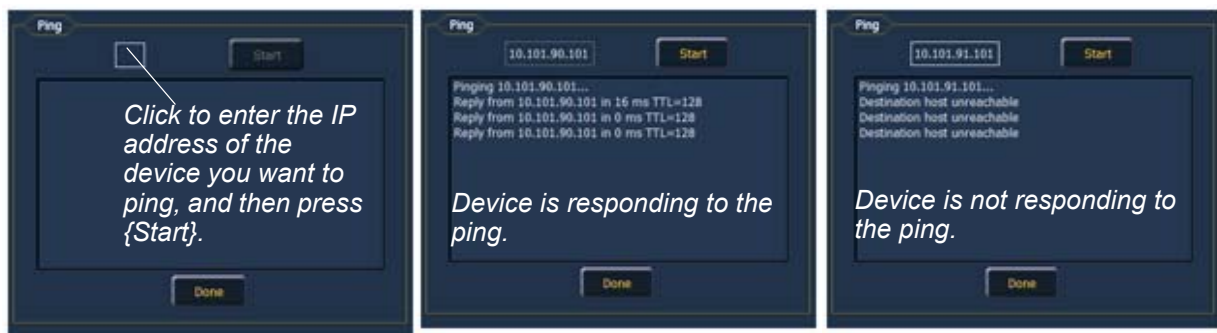 Ping
Start
Click to enter the IP
address of the
device you want to
ping, and then press
{Start}.
Done
Ping
10.101.90.101
Start
Pinging 10.101.90.101...
Reply from 10.101.90.101 in 16 ms TTL=128
Reply from 10.101.90.101 in 0 ms TTL=128
Reply from 10.101.90.101 in 0 ms TTL=128
Device is responding to the
ping.
Done
Ping
10.101.91.101
Start
Pinging 10.101.91.101...
Destination host unreachable
Destination host unreachable
Destination host unreachable
Device is not responding to
the ping.
Done